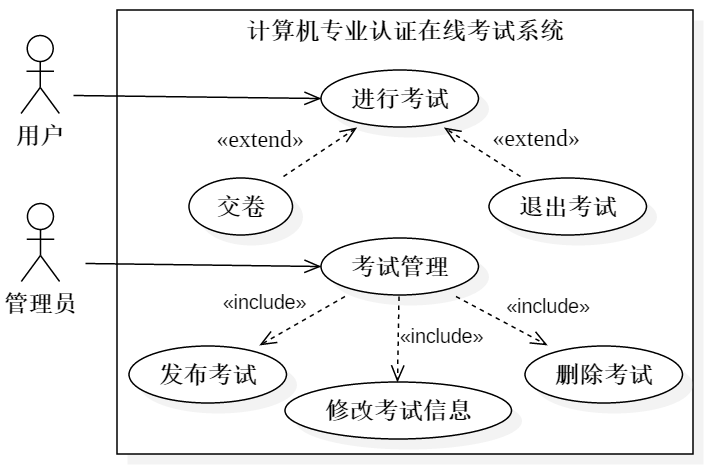 计算机专业认证在线考试系统
进行考试
用户
«extend»
«extend»
交卷
退出考试
考试管理
管理员
«include»
«include»
«include»
发布考试
删除考试
修改考试信息